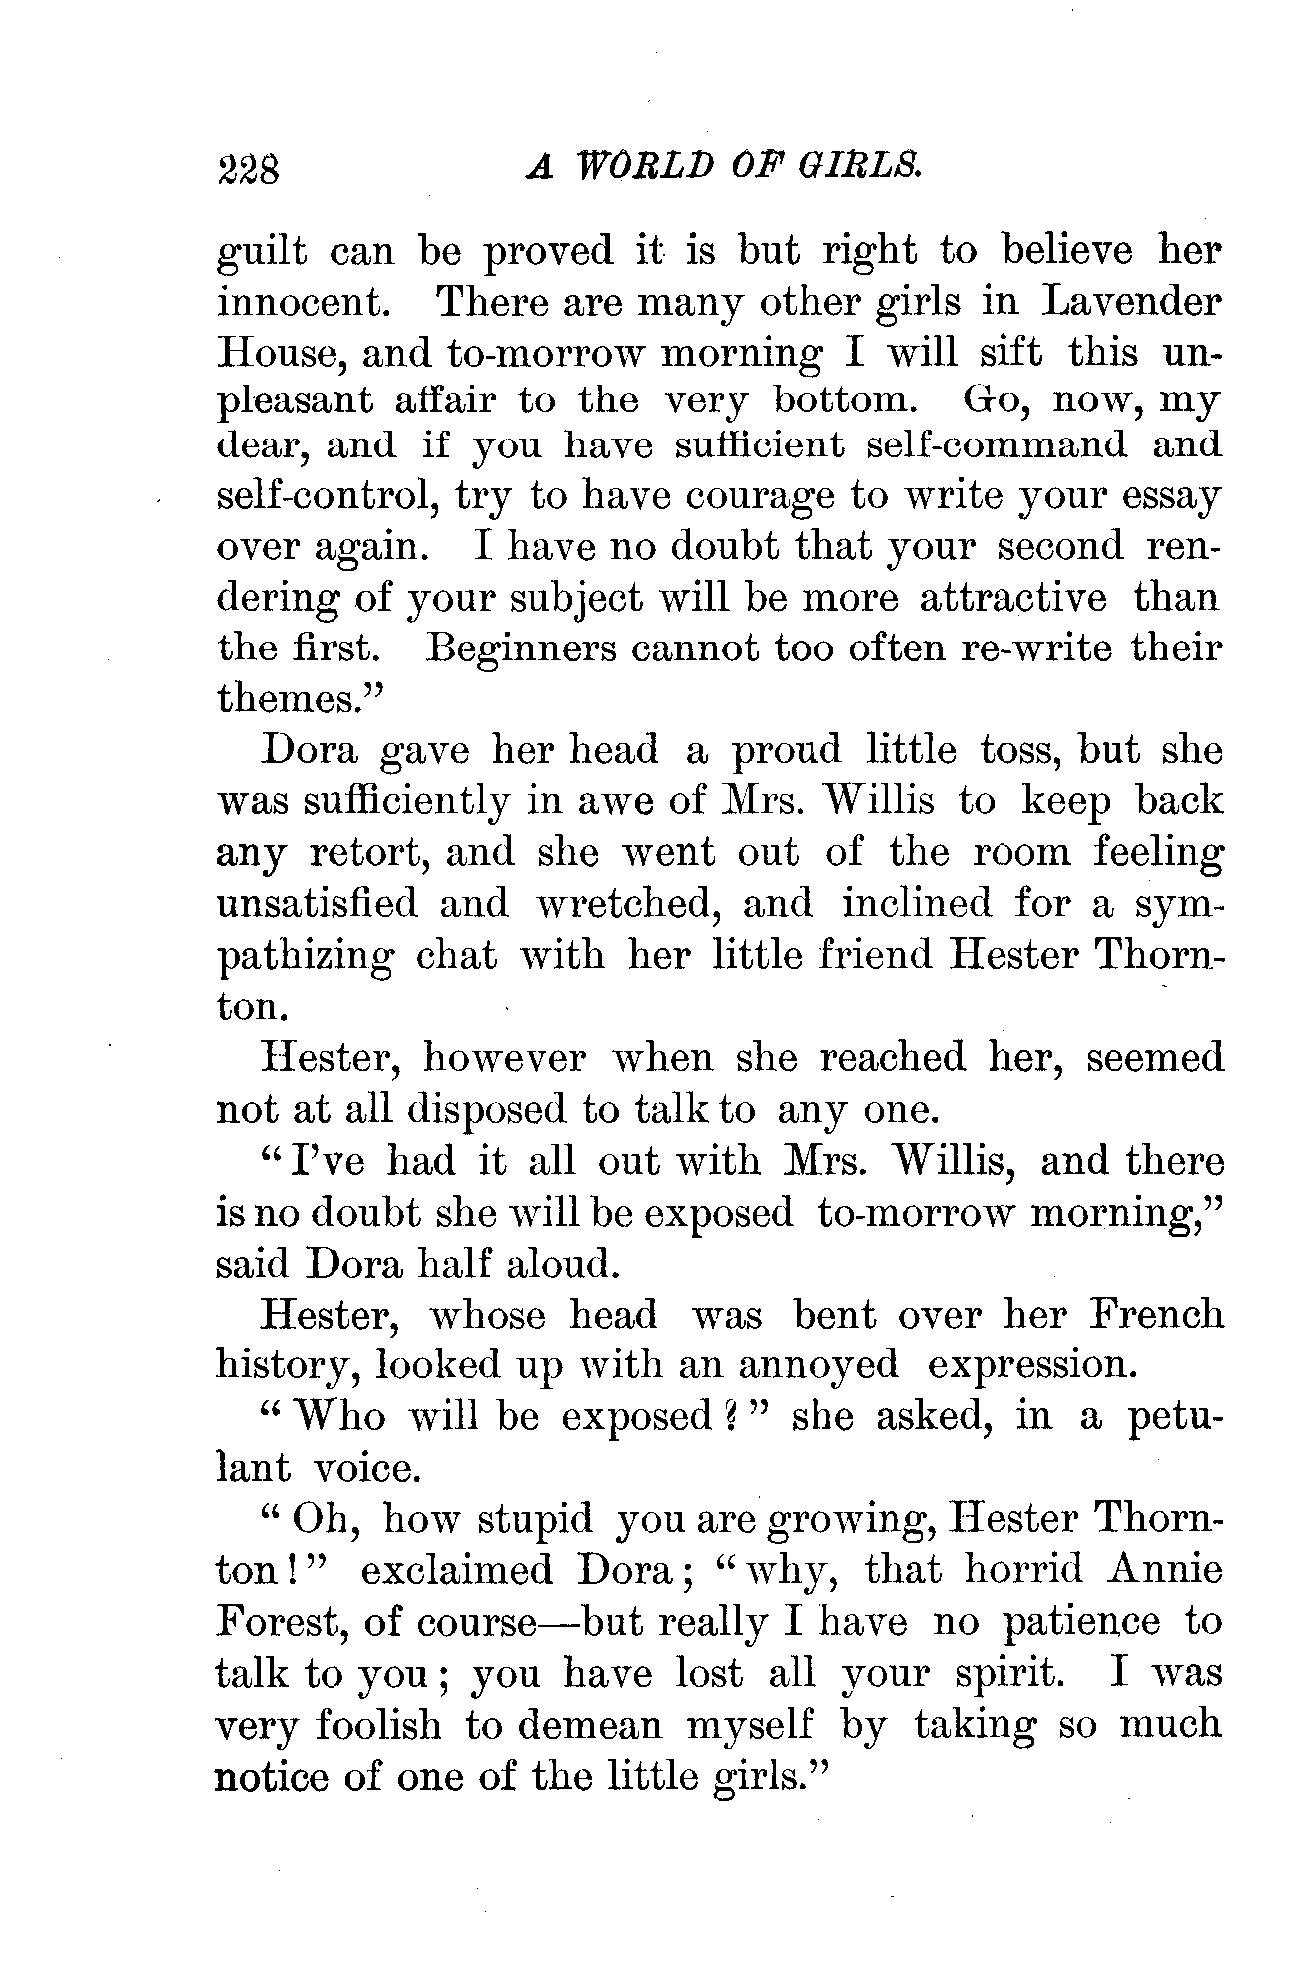 228 A WORLD OF GIRLS.
guilt can be proved it is but right to believe her
innocent. There are many other girls in Lavender
House, and to-morrow morning I will sift this un-
pleasant affair to the very bottom. Go, now, my
dear, and if you have sufficient self-command and
self-control, try to have courage to write your essay
over again. I have no doubt that your second ren-
dering of your subject will be more attractive than
the first. Beginners cannot too often re-write their
themes.”
Dora gave her head a proud little toss, but she
was sufficiently in awe of Mrs. Willis to keep back
any retort, and she went out of the room feeling
unsatisfied and wretched, and inclined for a sym-
pathizing chat with her little friend Hester Thorn-
ton.
Hester, however when she reached her, seemed
not at all disposed to talk to any one.
“I’ve had it all out with Mrs. Willis, and there
is no doubt she will be exposed to-morrow morning,”
said Dora half aloud.
Hester, whose head was bent over her French
history, looked up with an annoyed expression.
“Who will be exposed?” she asked, in a petu-
lant voice.
“Oh, how stupid you are growing, Hester Thorn-
ton!” exclaimed Dora; “why, that horrid Annie
Forest, of course—but really I have no patience to
talk to you; you have lost all your spirit. I was
very foolish to demean myself by taking so much
notice of one of the little girls.”